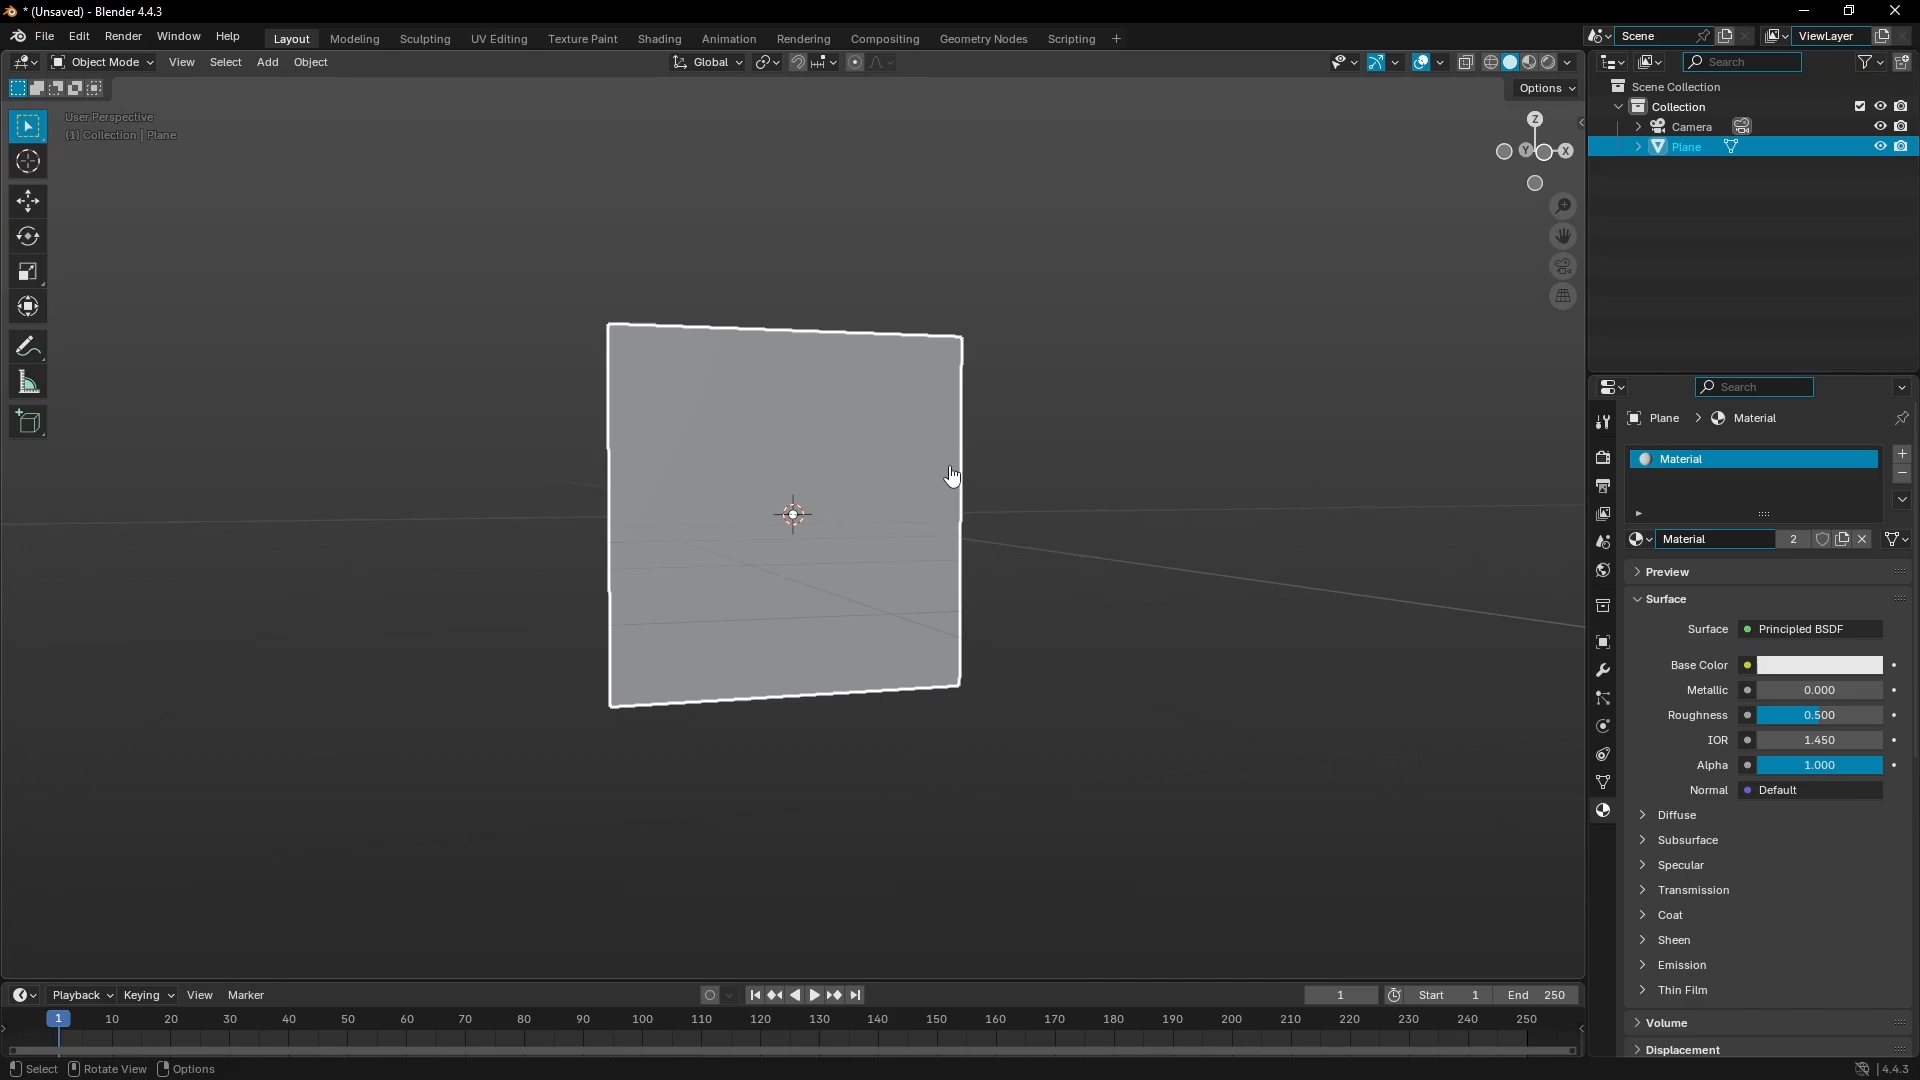 * (Unsaved) - Blender 4.4.3
File Edit Render Window Help Layout Modeling Sculpting UV Editing Texture Paint Shading Animation Rendering Compositing Geometry Nodes Scripting + Scene ViewLayer
Object Mode View Select Add Object Global Search
Options
User Perspective
(1) Collection | Plane
Z
Y
X
Scene Collection
Collection
Camera
Plane
Search
Plane > Material
Material
Material 2
Preview
Surface
Surface Principled BSDF
Base Color
Metallic 0.000
Roughness 0.500
IOR 1.450
Alpha 1.000
Normal Default
Diffuse
Subsurface
Specular
Transmission
Coat
Sheen
Emission
Thin Film
Volume
Displacement
Playback Keying View Marker 1 Start 1 End 250
1 10 20 30 40 50 60 70 80 90 100 110 120 130 140 150 160 170 180 190 200 210 220 230 240 250
Select Rotate View Options 4.4.3